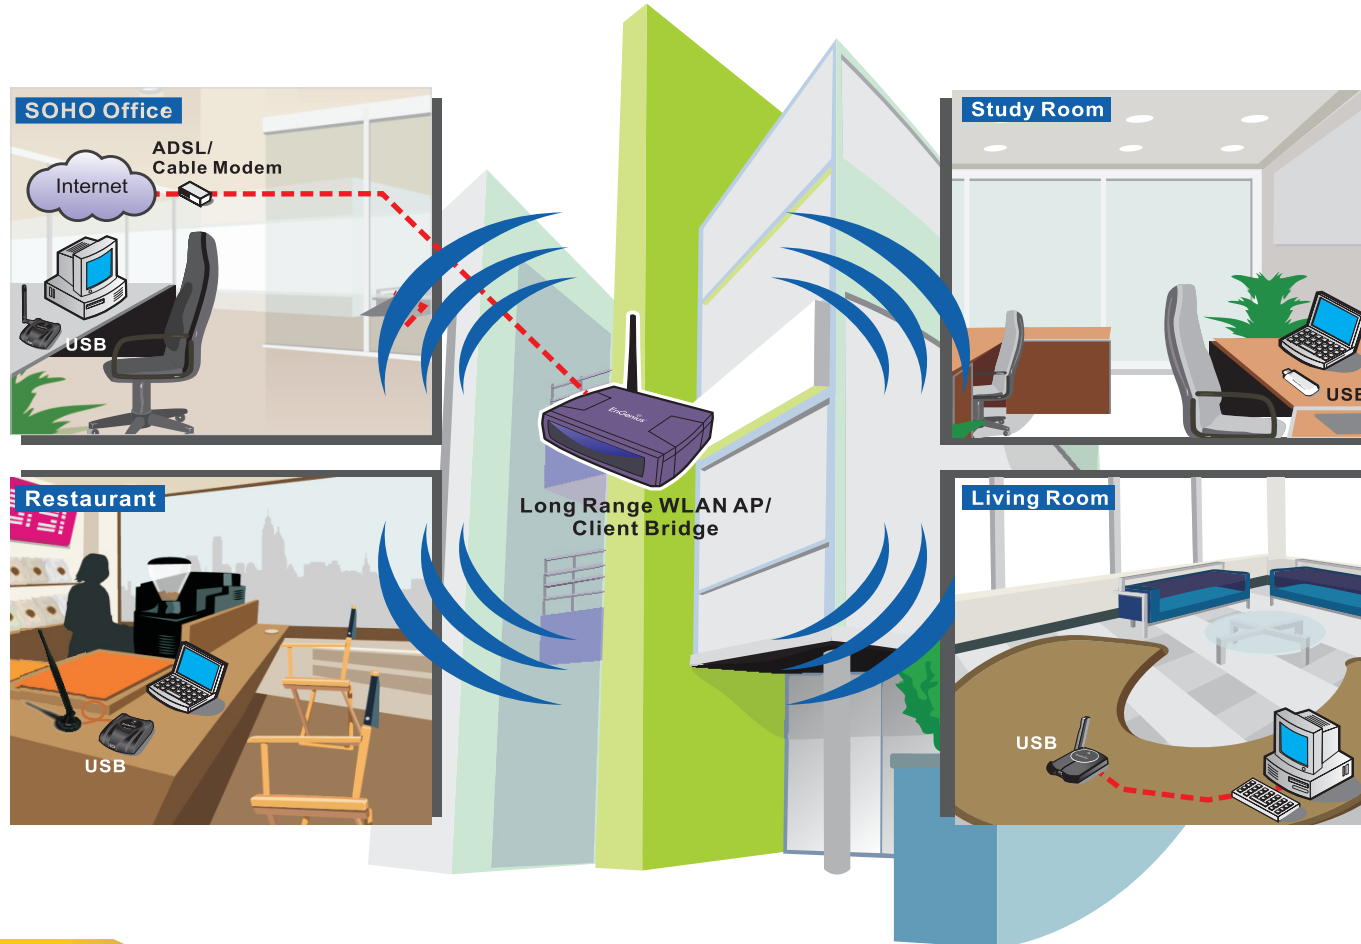 SOHO Office
ADSL/
Cable Modem
Internet
USB
Study Room
USB
EnGenius
Long Range WLAN AP/
Client Bridge
Restaurant
USB
Living Room
USB